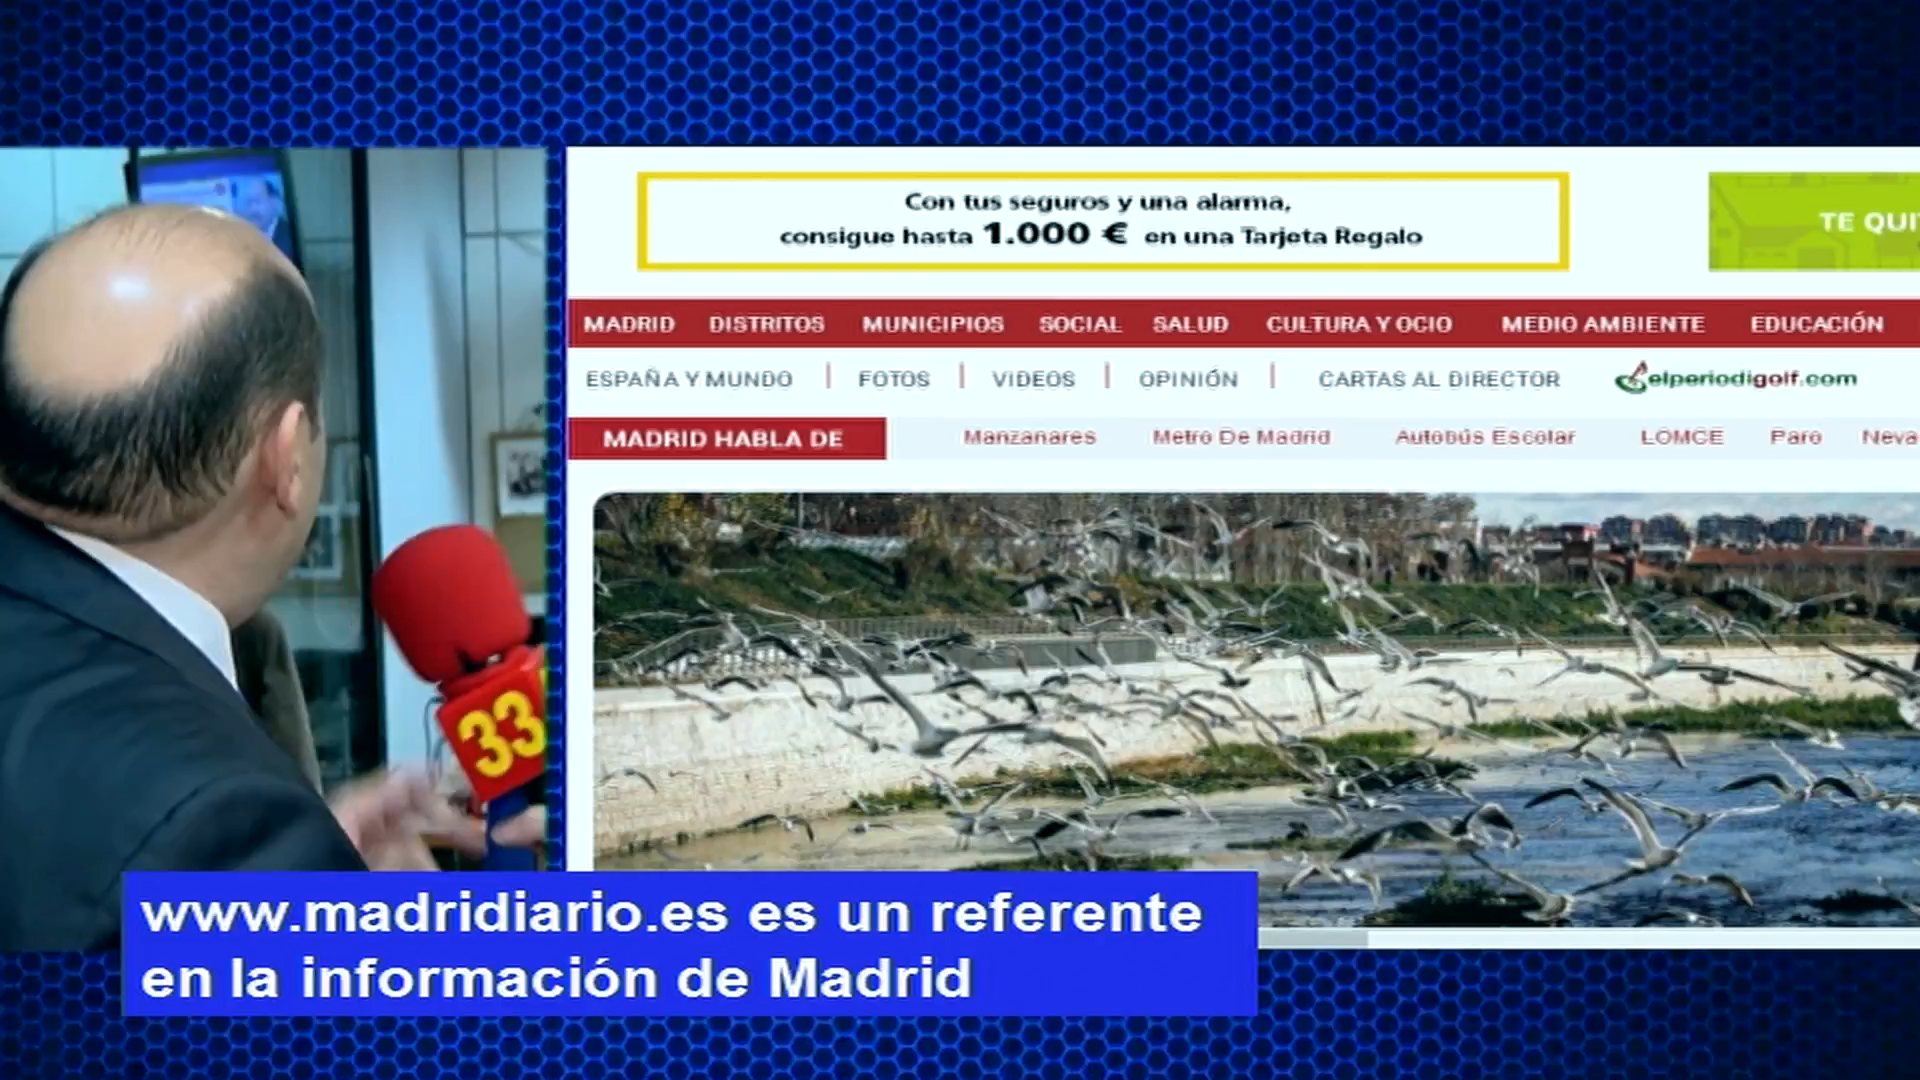 Con tus seguros y una alarma,
consigue hasta 1.000 € en una Tarjeta Regalo
TE QUI
MADRID DISTRITOS MUNICIPIOS SOCIAL SALUD CULTURA Y OCIO MEDIO AMBIENTE EDUCACIÓN
ESPAÑA Y MUNDO FOTOS VIDEOS OPINIÓN CARTAS AL DIRECTOR elperiodigolf.com
MADRID HABLA DE Manzanares Metro De Madrid Autobús Escolar LOMCE Paro Neva
33
www.madridiario.es es un referente
en la información de Madrid